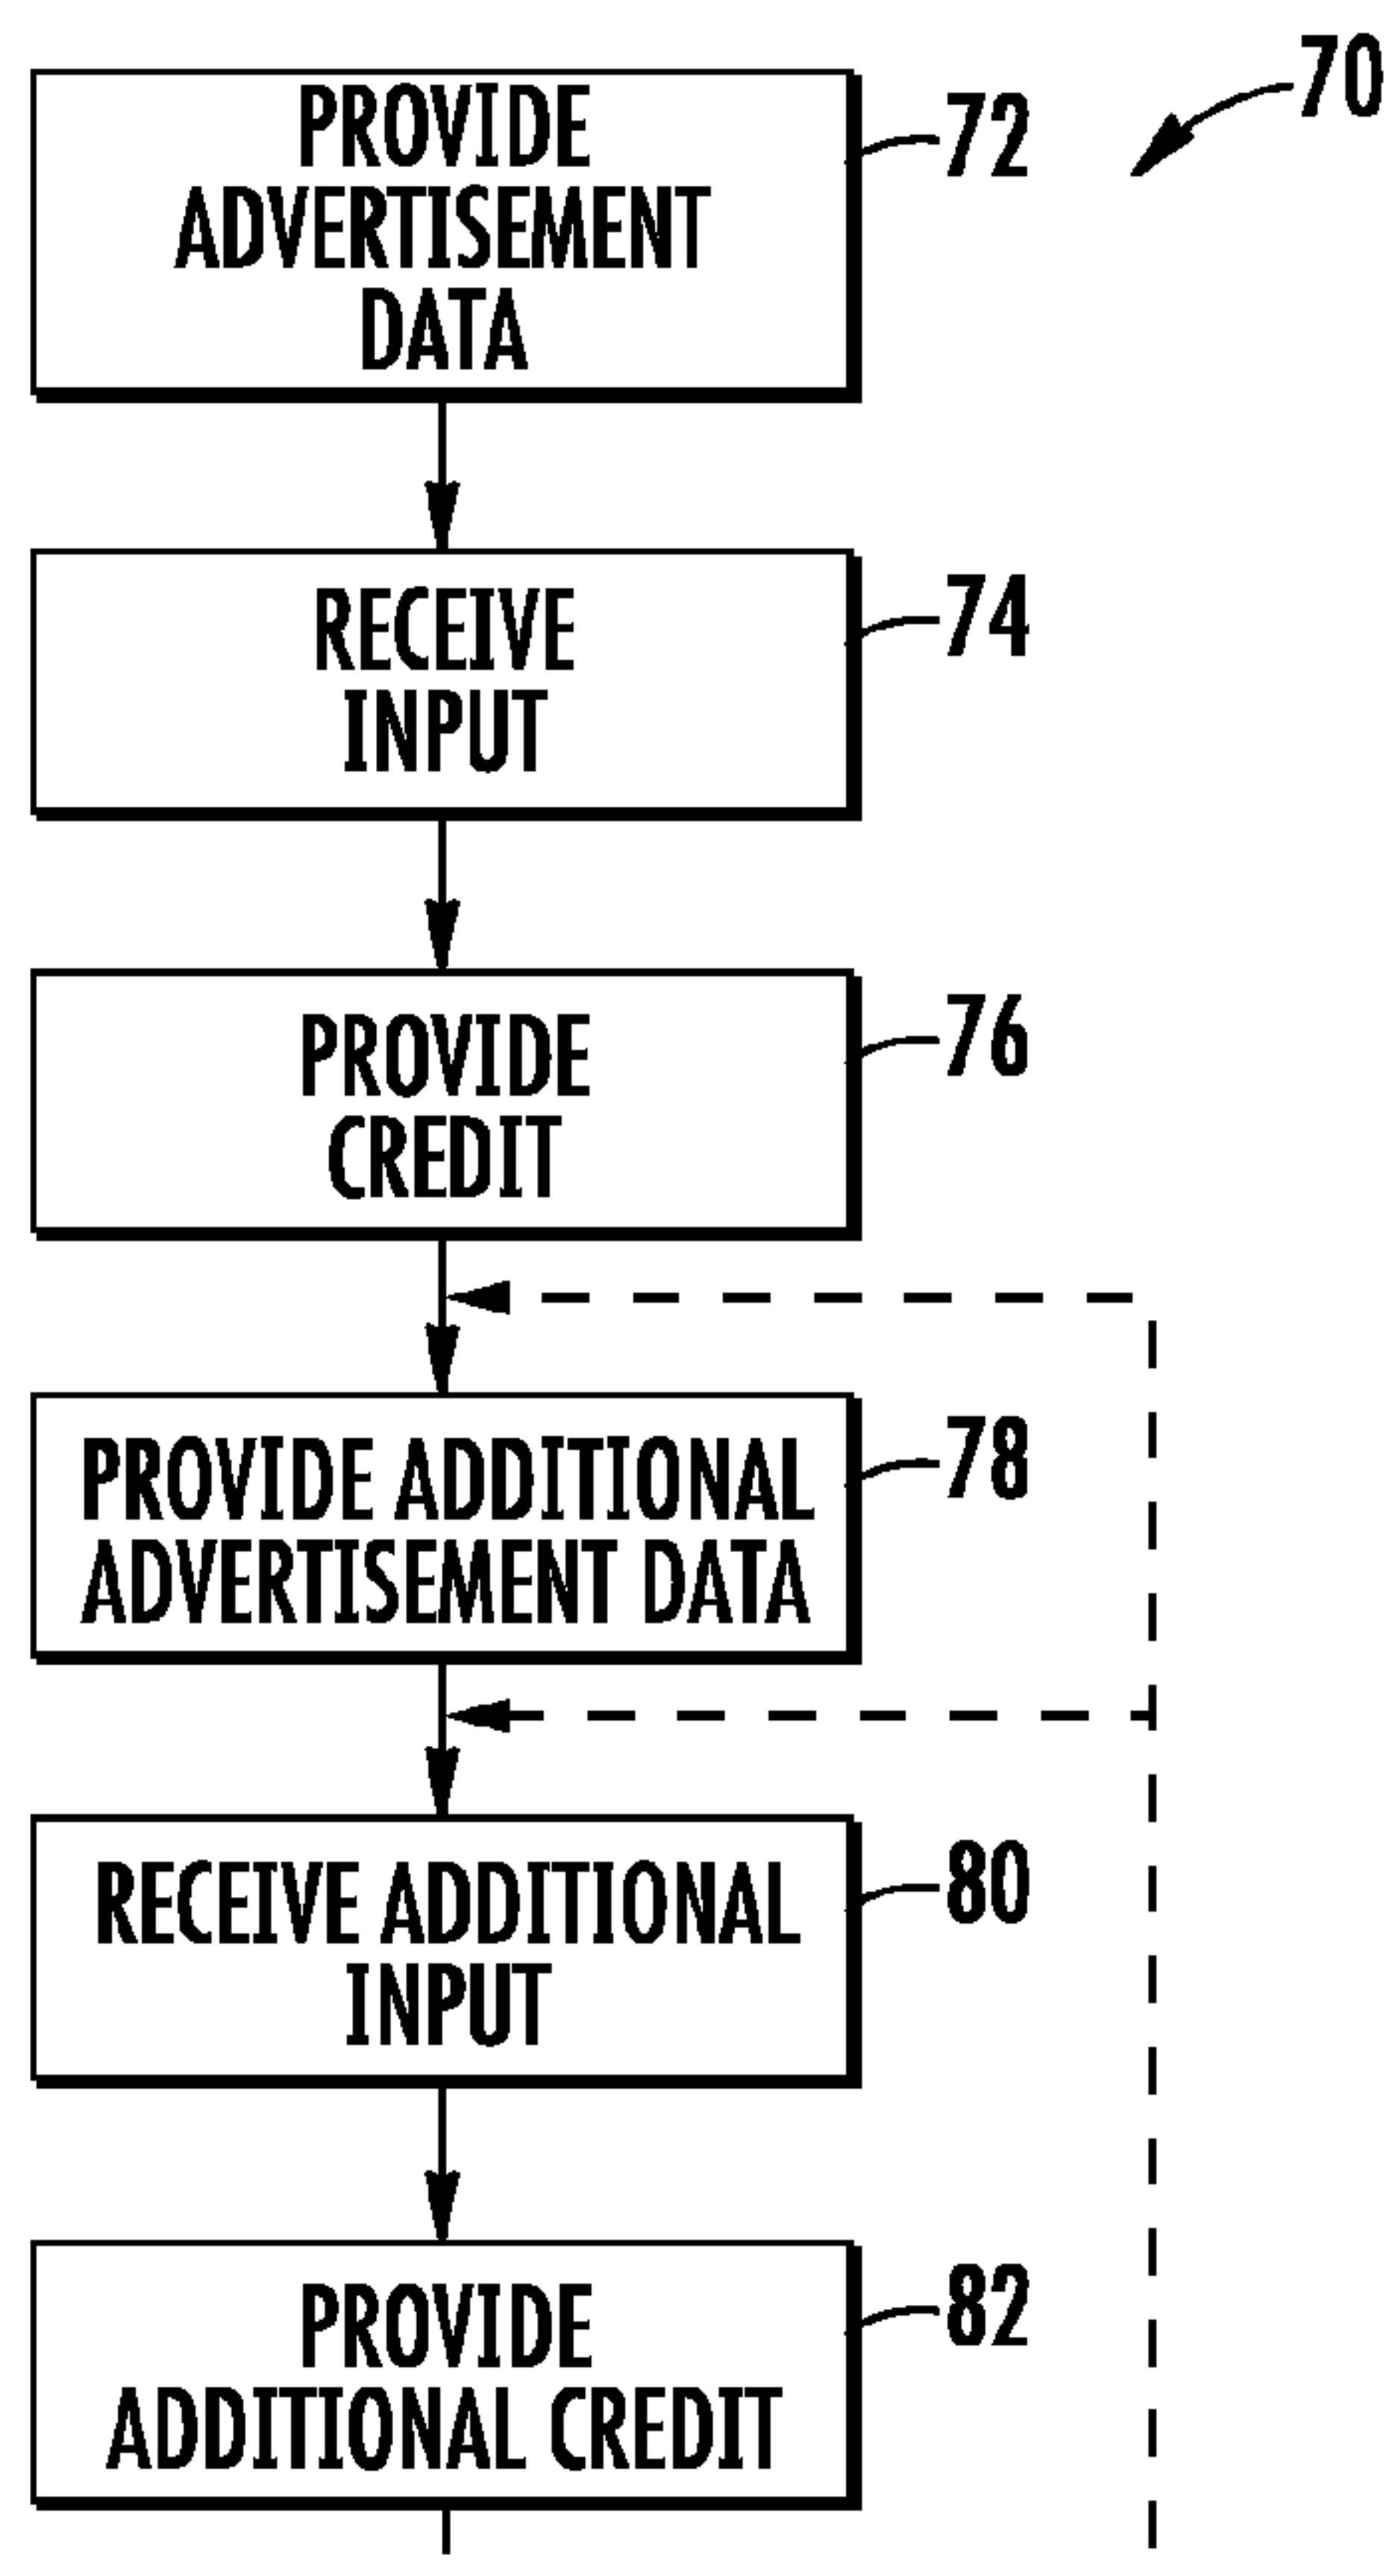 70
PROVIDE
ADVERTISEMENT
DATA
72
RECEIVE
INPUT
74
PROVIDE
CREDIT
76
PROVIDE ADDITIONAL
ADVERTISEMENT DATA
78
RECEIVE ADDITIONAL
INPUT
80
PROVIDE
ADDITIONAL CREDIT
82